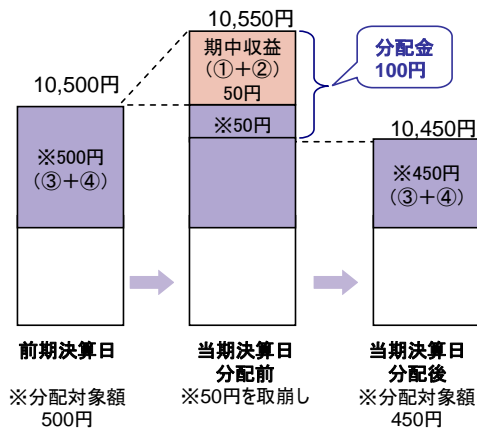 10,550円
期中収益
(①+②)
50円
分配金
100円
10,500円
※50円
10,450円
※500円
(③+④)
※450円
(③+④)
前期決算日
当期決算日
分配前
当期決算日
分配後
※分配対象額
500円
※50円を取崩し
※分配対象額
450円